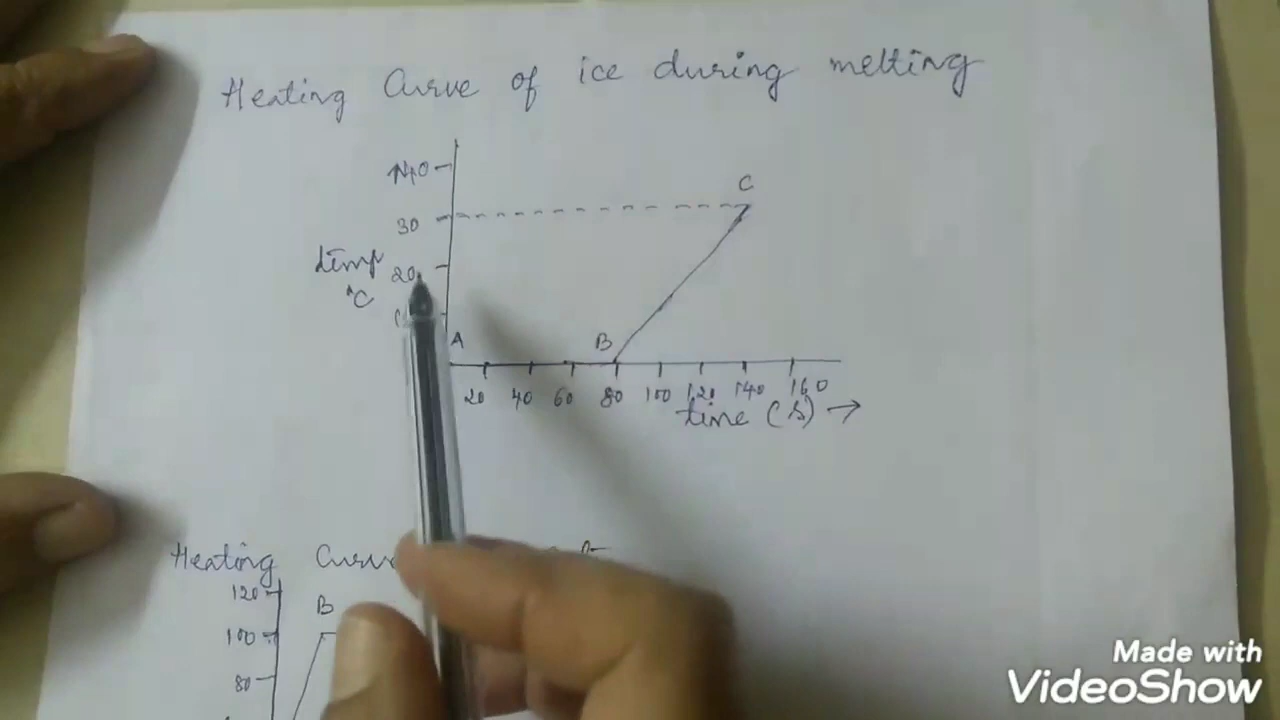 Heating Curve of ice during melting
40
C
30
temp
20
°C
A
B
20 40 60 80 100 120 140 160
time (s) →
Heating Curve
120
B
100
80
Made with
VideoShow